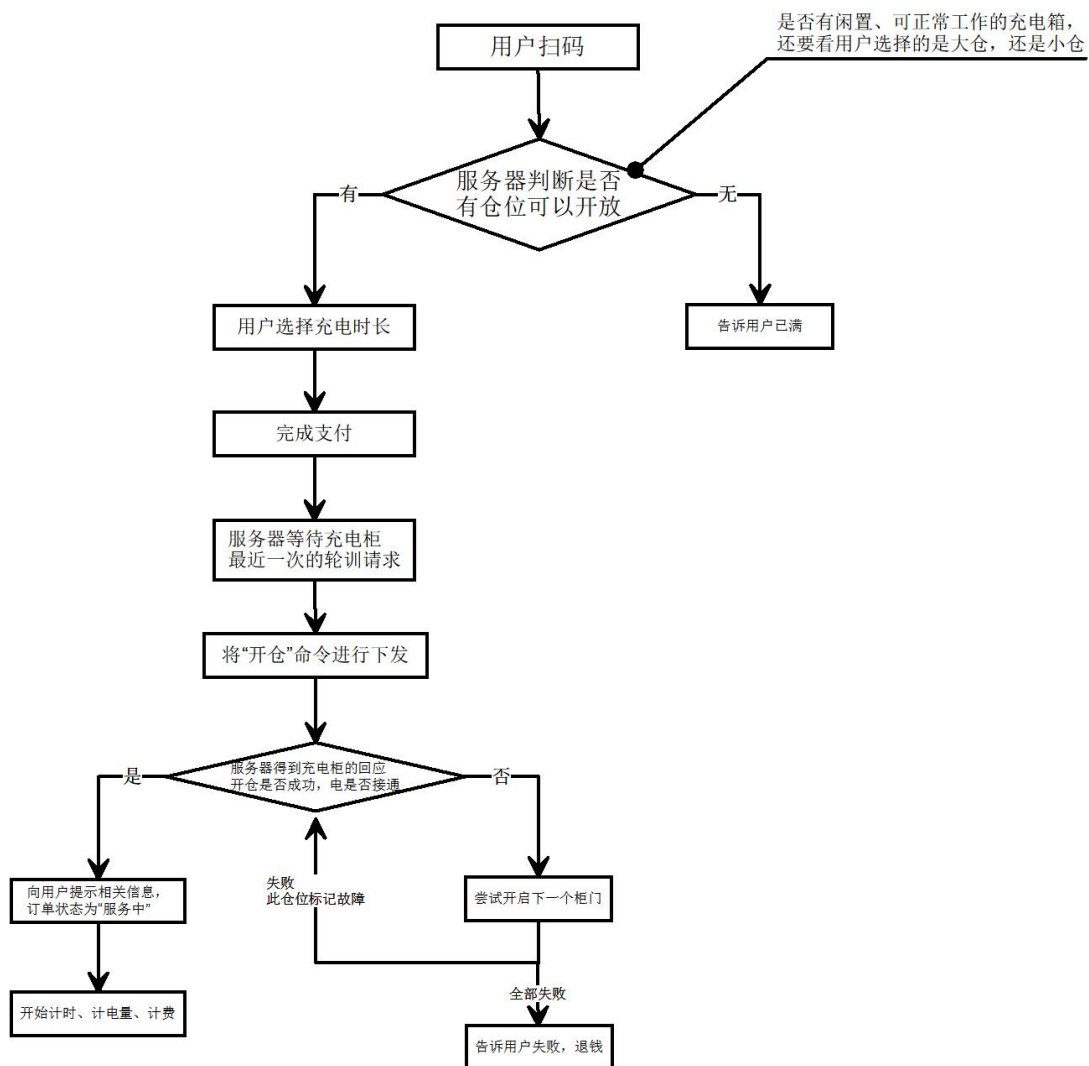 是否有闲置、可正常工作的充电箱，
还要看用户选择的是大仓，还是小仓
用户扫码
服务器判断是否
有仓位可以开放
有
无
用户选择充电时长
告诉用户已满
完成支付
服务器等待充电柜
最近一次的轮训请求
将“开仓”命令进行下发
服务器得到充电柜的回应
开仓是否成功，电是否接通
是
否
向用户提示相关信息，
订单状态为“服务中”
失败
此仓位标记故障
尝试开启下一个柜门
开始计时、计电量、计费
全部失败
告诉用户失败，退钱